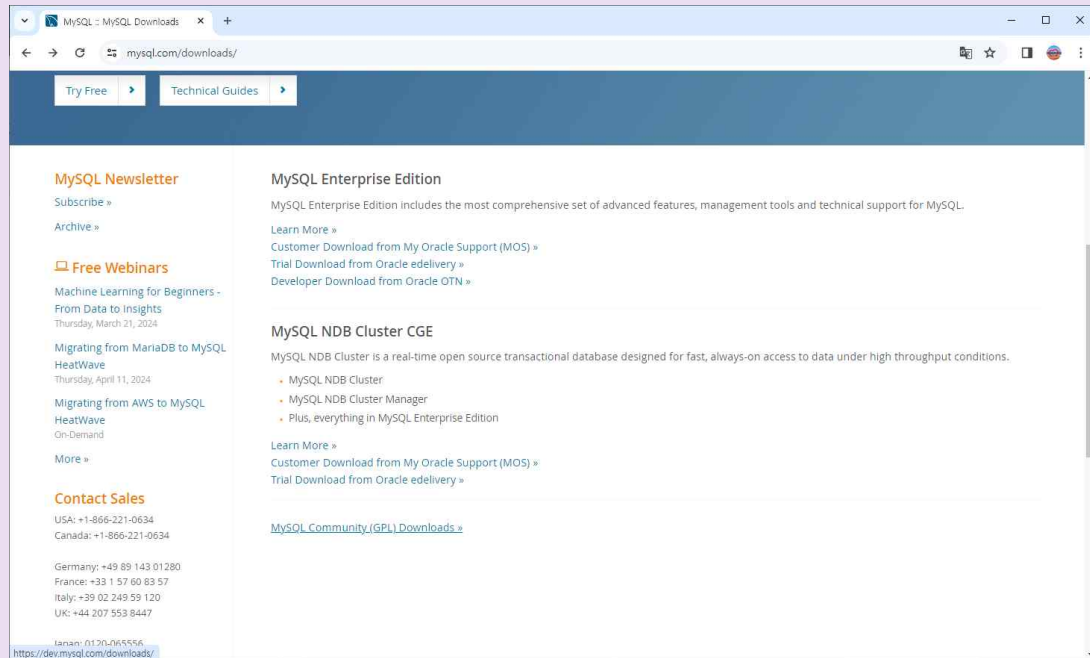 MySQL :: MySQL Downloads
mysql.com/downloads/
Try Free
Technical Guides
MySQL Newsletter
Subscribe »
Archive »
Free Webinars
Machine Learning for Beginners -
From Data to Insights
Thursday, March 21, 2024
Migrating from MariaDB to MySQL
HeatWave
Thursday, April 11, 2024
Migrating from AWS to MySQL
HeatWave
On-Demand
More »
Contact Sales
USA: +1-866-221-0634
Canada: +1-866-221-0634
Germany: +49 89 143 01280
France: +33 1 57 60 83 57
Italy: +39 02 249 59 120
UK: +44 207 553 8447
Japan: 0120-065556
MySQL Enterprise Edition
MySQL Enterprise Edition includes the most comprehensive set of advanced features, management tools and technical support for MySQL.
Learn More »
Customer Download from My Oracle Support (MOS) »
Trial Download from Oracle edelivery »
Developer Download from Oracle OTN »
MySQL NDB Cluster CGE
MySQL NDB Cluster is a real-time open source transactional database designed for fast, always-on access to data under high throughput conditions.
• MySQL NDB Cluster
• MySQL NDB Cluster Manager
• Plus, everything in MySQL Enterprise Edition
Learn More »
Customer Download from My Oracle Support (MOS) »
Trial Download from Oracle edelivery »
MySQL Community (GPL) Downloads »
https://dev.mysql.com/downloads/